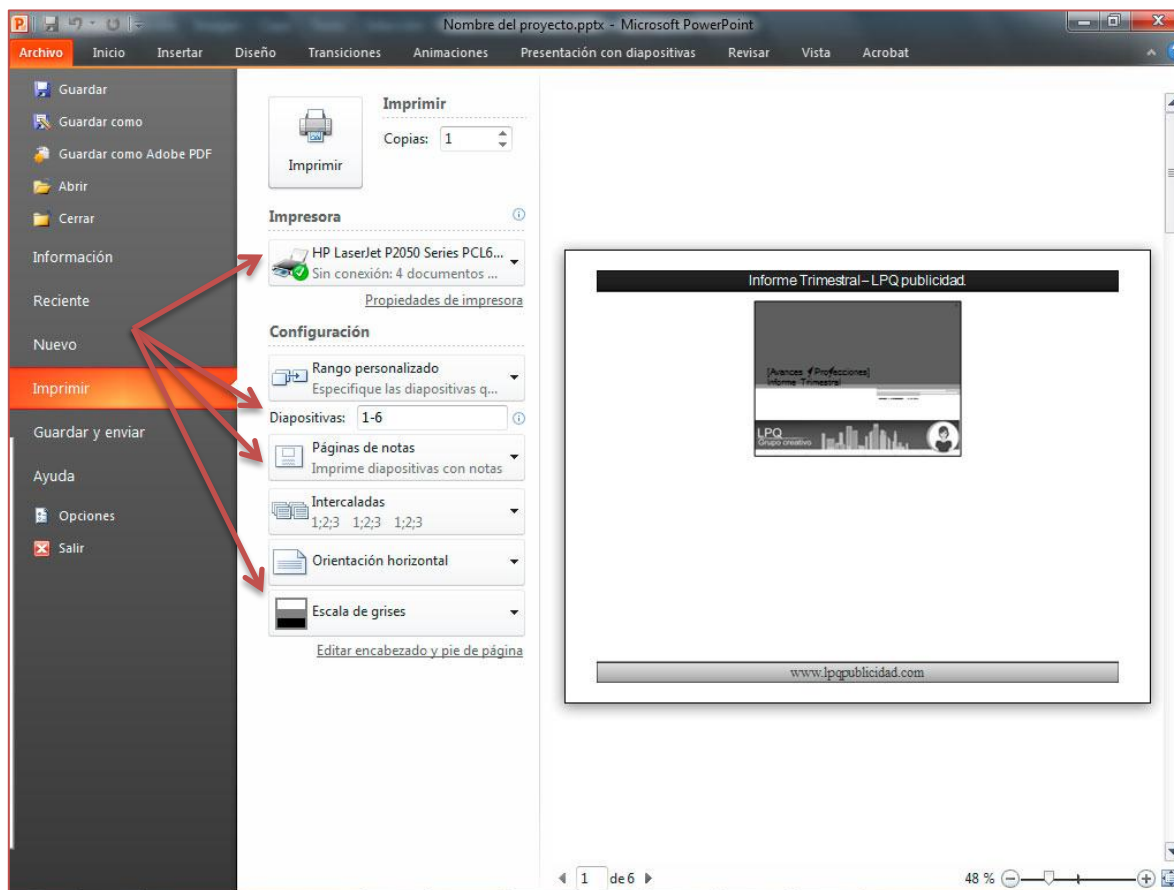 Nombre del proyecto.pptx - Microsoft PowerPoint
Archivo Inicio Insertar Diseño Transiciones Animaciones Presentación con diapositivas Revisar Vista Acrobat
Guardar
Guardar como
Guardar como Adobe PDF
Abrir
Cerrar
Información
Reciente
Nuevo
Imprimir
Guardar y enviar
Ayuda
Opciones
Salir
Imprimir
Imprimir
Copias: 1
Impresora
HP LaserJet P2050 Series PCL6...
Sin conexión: 4 documentos ...
Propiedades de impresora
Configuración
Rango personalizado
Especifique las diapositivas q...
Diapositivas: 1-6
Páginas de notas
Imprime diapositivas con notas
Intercaladas
1;2;3 1;2;3 1;2;3
Orientación horizontal
Escala de grises
Editar encabezado y pie de página
Informe Trimestral– LPQ publicidad.
[Avances y Proyecciones]
Informe Trimestral
LPQ
Grupo creativo
www.lpqpublicidad.com
1 de 6
48 %